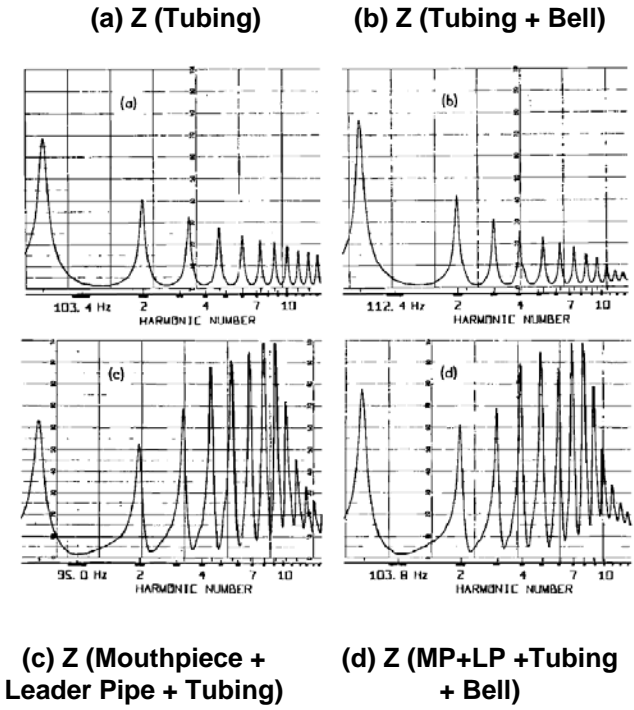 (a) Z (Tubing)
(b) Z (Tubing + Bell)
(a)
(b)
103.4 Hz 2 4 7 10
HARMONIC NUMBER
112.4 Hz 2 4 7 10
HARMONIC NUMBER
(c)
(d)
95.0 Hz 2 4 7 10
HARMONIC NUMBER
103.8 Hz 2 4 7 10
HARMONIC NUMBER
(c) Z (Mouthpiece +
Leader Pipe + Tubing)
(d) Z (MP+LP +Tubing
+ Bell)